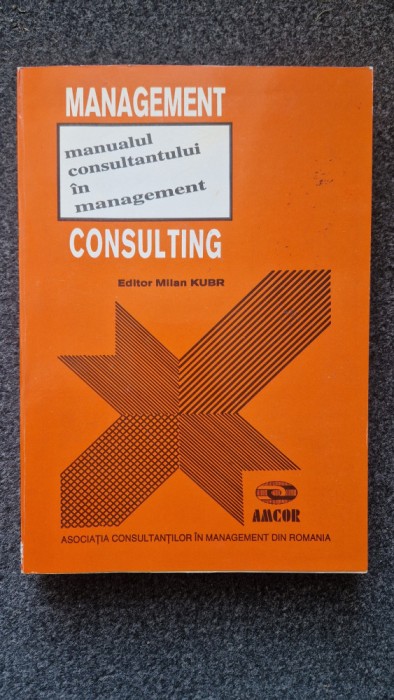 MANAGEMENT
manualul
consultantului
în
management
CONSULTING
Editor Milan KUBR
AMCOR
ASOCIAȚIA CONSULTANȚILOR ÎN MANAGEMENT DIN ROMANIA